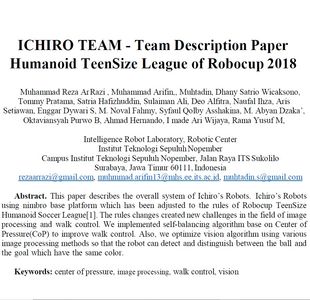 ICHIRO TEAM - Team Description Paper
Humanoid TeenSize League of Robocup 2018
Muhammad Reza ArRazi , Muhammad Arifin,, Muhtadin, Dhany Satrio Wicaksono,
Tommy Pratama, Satria Hafizhuddin, Sulaiman Ali, Deo Alfitra, Naufal Ihza, Aris
Setiawan, Enggar Dywari S, M. Noval Fahmy, Syfaul Qolby Asshakina, M. Abyan Dzaka’,
Oktaviansyah Purwo B, Ahmad Hernando, I made Ari Wijaya, Rama Yusuf M,
Intelligence Robot Laboratory, Robotic Center
Institut Teknologi Sepuluh Nopember
Campus Institut Teknologi Sepuluh Nopember, Jalan Raya ITS Sukolilo
Surabaya, Jawa Timur 60111, Indonesia
rezaarrazi@gmail.com, muhmmad.arifin13@mhs.ee.its.ac.id, muhtadin.s@gmail.com
Abstract. This paper describes the overall system of Ichiro´s Robots. Ichiro´s Robots
using nimbro base platform which has been adjusted to the rules of RoboCup TeenSize
Humanoid Soccer League[1]. The rules changes created new challenges in the field of image
processing and walk control. We implemented self-balancing algorithm base on Center of
Pressure(CoP) to improve walk control. Also, we optimize vision algorithm using various
image processing methods so that the robot can detect and distinguish between the ball and
the goal which have the same color.
Keywords: center of pressure, image processing, walk control, vision